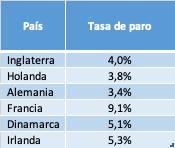 País Tasa de paro
Inglaterra 4,0%
Holanda 3,8%
Alemania 3,4%
Francia 9,1%
Dinamarca 5,1%
Irlanda 5,3%